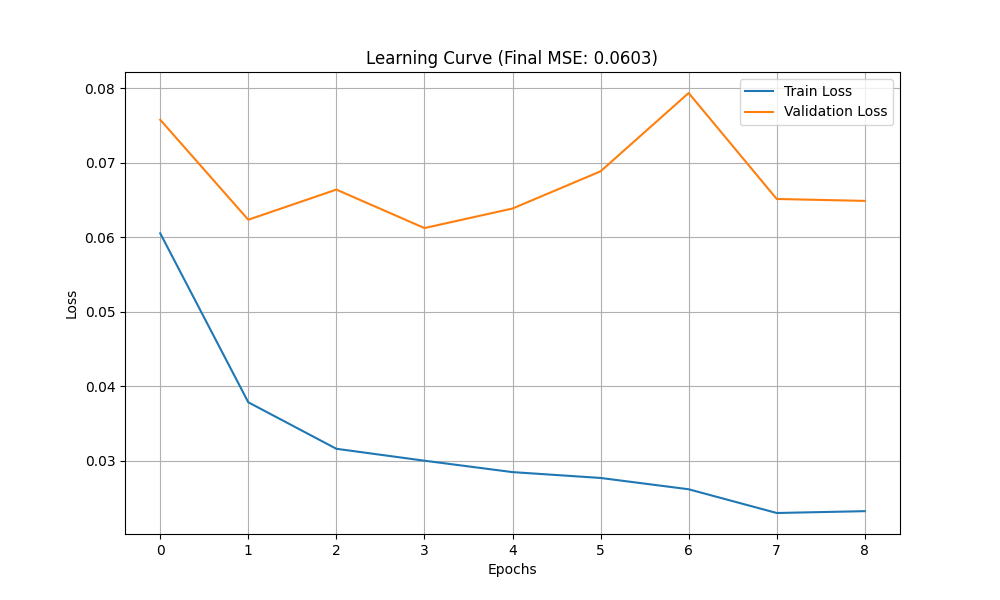 Learning Curve (Final MSE: 0.0603)
Train Loss
Validation Loss
0.08
0.07
0.06
0.05
0.04
0.03
Loss
0 1 2 3 4 5 6 7 8
Epochs